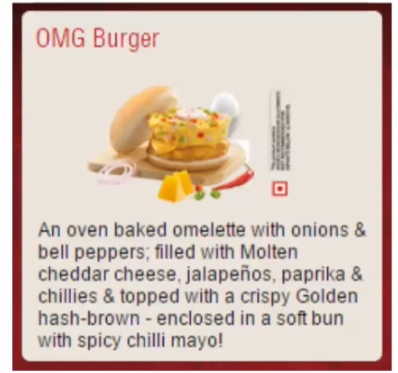 OMG Burger
An oven baked omelette with onions &
bell peppers; filled with Molten
cheddar cheese, jalapeños, paprika &
chillies & topped with a crispy Golden
hash-brown - enclosed in a soft bun
with spicy chilli mayo!